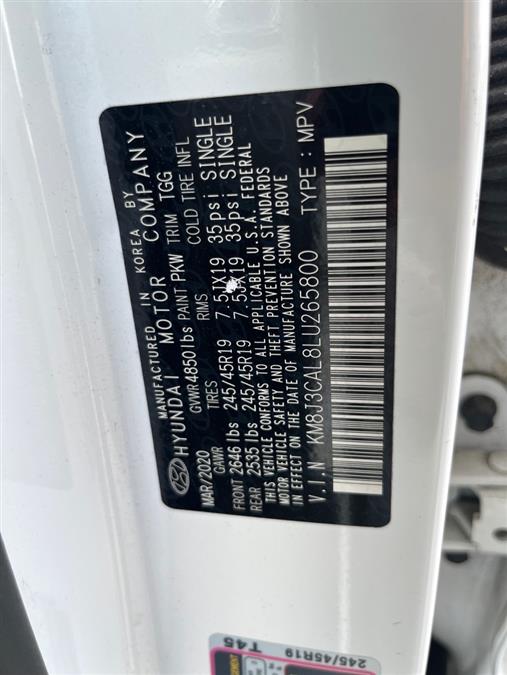 MANUFACTURED IN KOREA BY
HYUNDAI MOTOR COMPANY
MAR/2020 GVWR 4850 lbs PAINT PKW TRIM TGG
GAWR TIRES RIMS COLD TIRE INFL
FRONT 2646 lbs 245/45R19 7.5JX19 35psi SINGLE
REAR 2535 lbs 245/45R19 7.5JX19 35psi SINGLE
THIS VEHICLE CONFORMS TO ALL APPLICABLE U.S.A. FEDERAL
MOTOR VEHICLE SAFETY AND THEFT PREVENTION STANDARDS
IN EFFECT ON THE DATE OF MANUFACTURE SHOWN ABOVE
V.I.N KM8J3CAL8LU265800 TYPE : MPV
245/45R19
T45